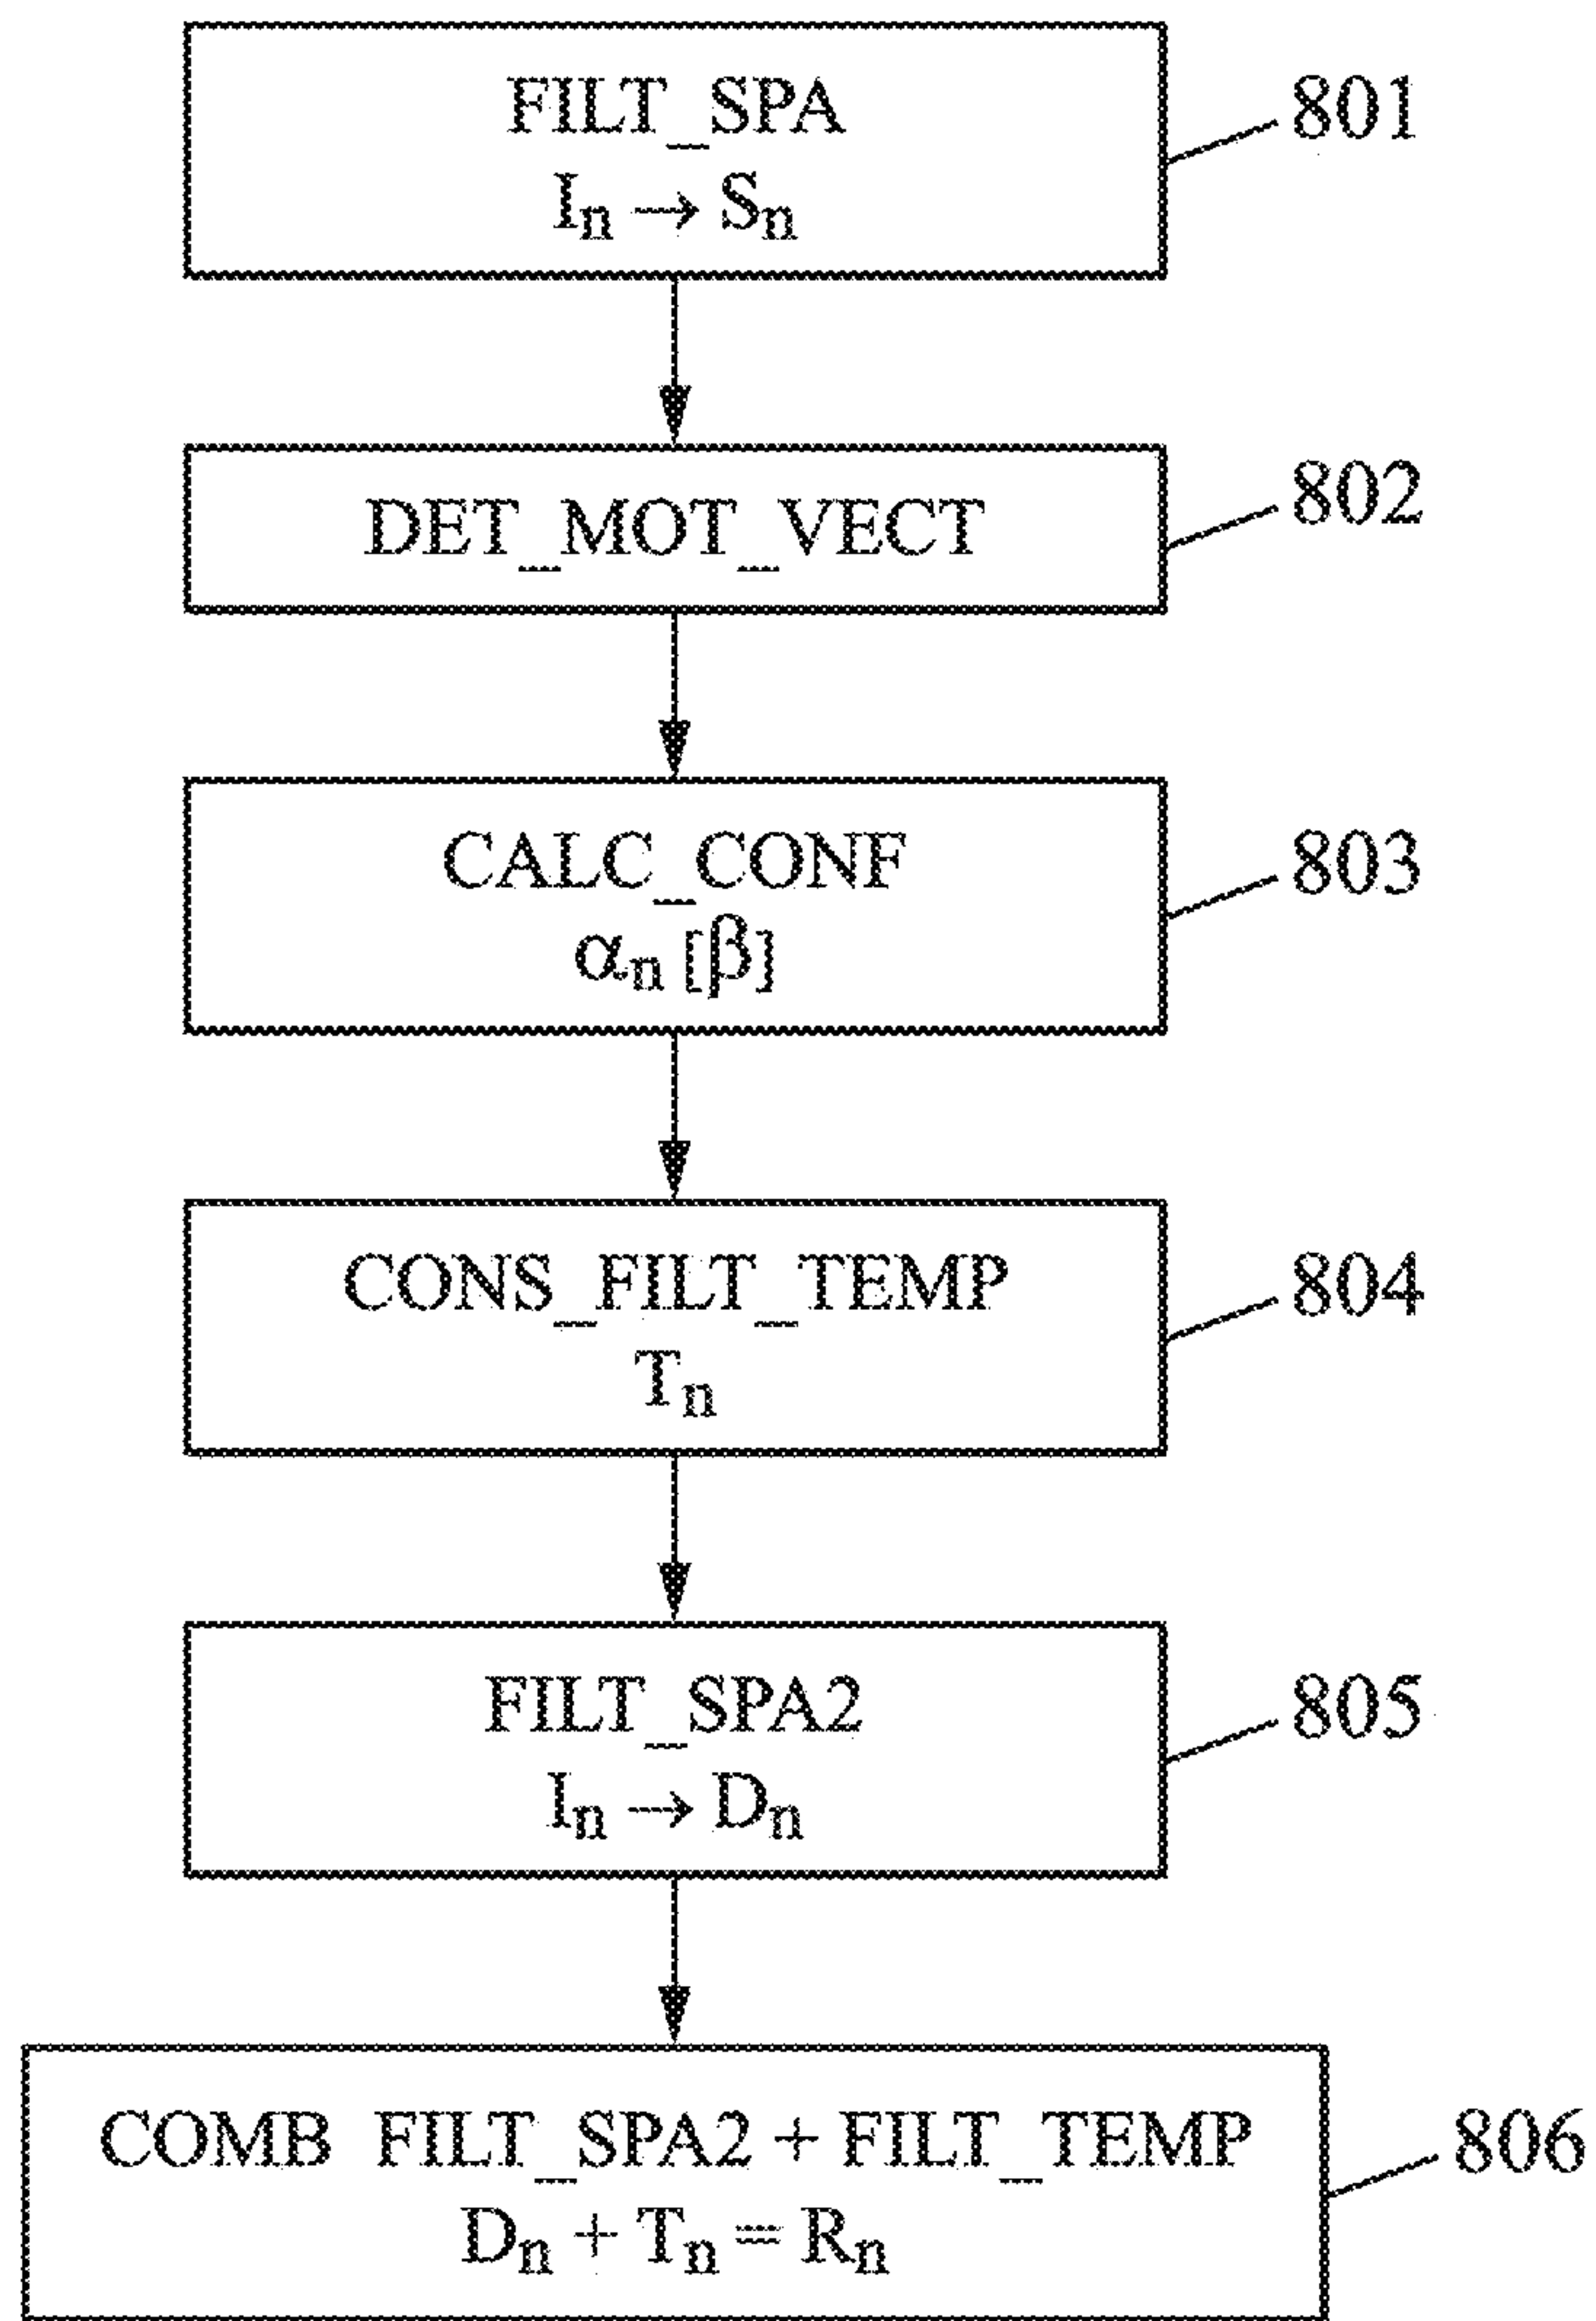 FILT_SPA
Iₙ → Sₙ
801
DET_MOT_VECT
802
CALC_CONF
αₙ [β]
803
CONS_FILT_TEMP
Tₙ
804
FILT_SPA2
Iₙ → Dₙ
805
COMB FILT_SPA2 + FILT_TEMP
Dₙ + Tₙ = Rₙ
806